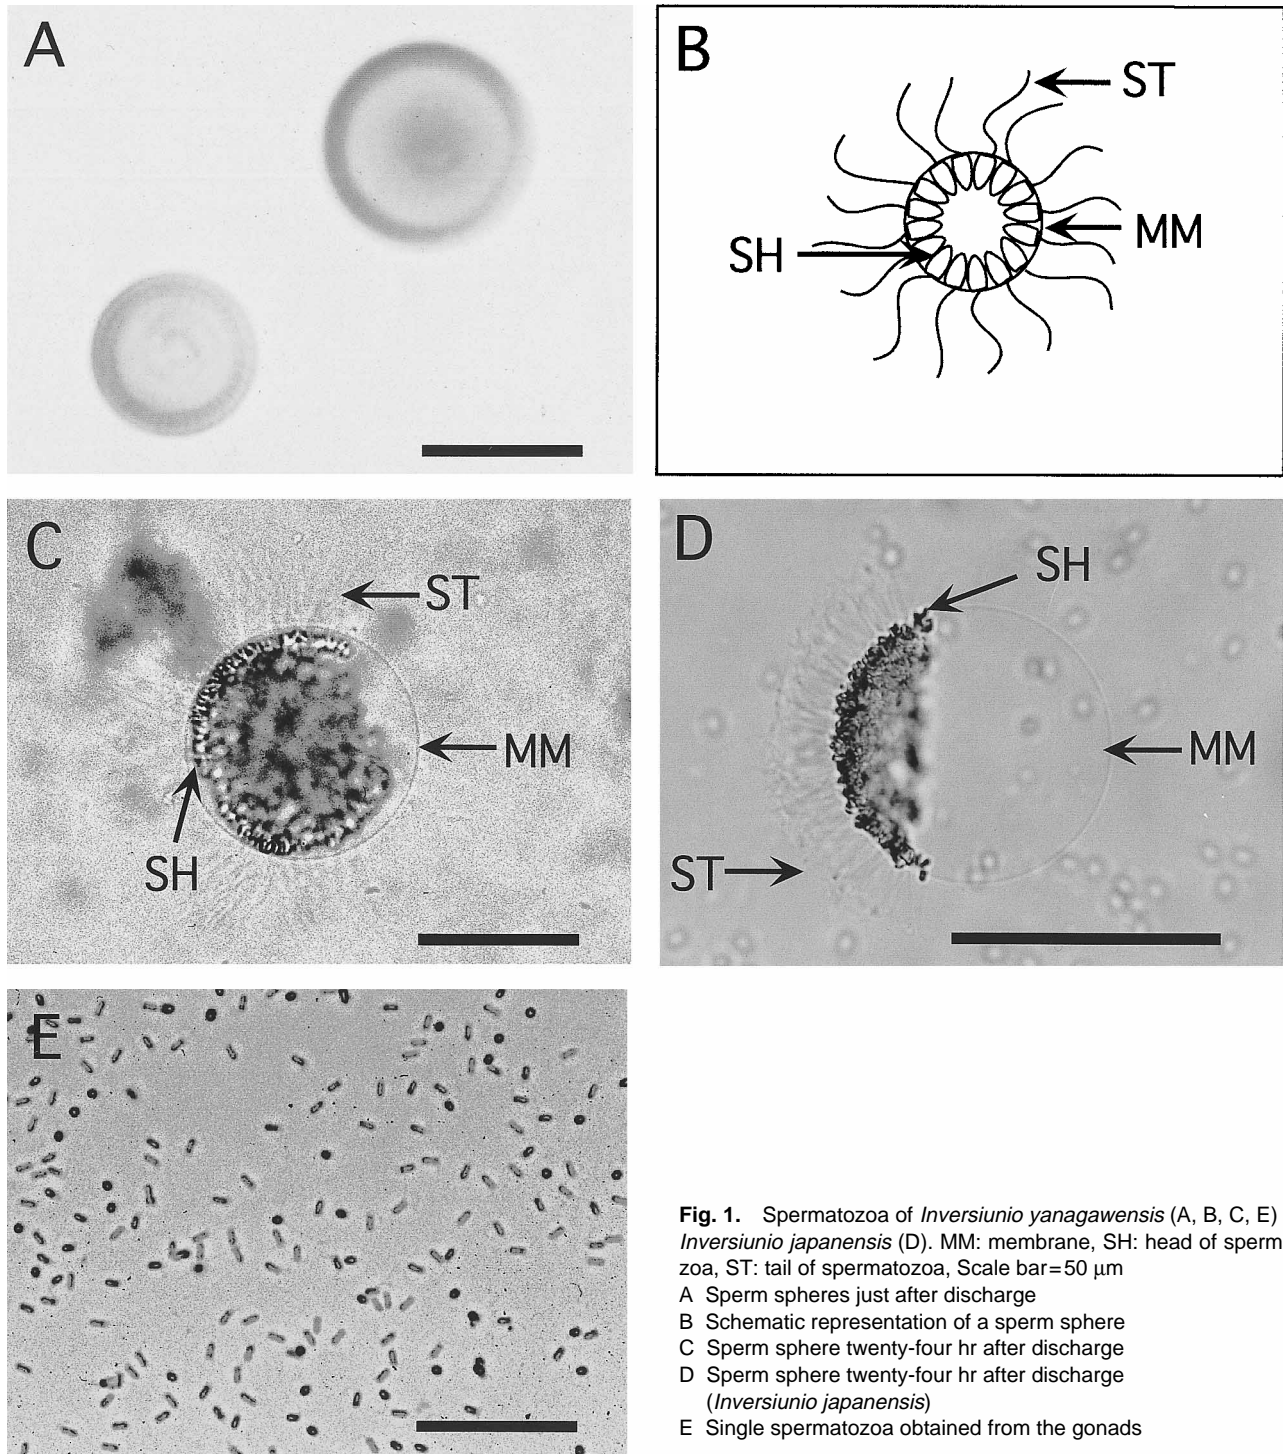 A
B
ST
MM
SH
C
ST
MM
SH
D
SH
MM
ST
E
Fig. 1. Spermatozoa of Inversiunio yanagawensis (A, B, C, E)
Inversiunio japanensis (D). MM: membrane, SH: head of sperm
zoa, ST: tail of spermatozoa, Scale bar=50 μm
A Sperm spheres just after discharge
B Schematic representation of a sperm sphere
C Sperm sphere twenty-four hr after discharge
D Sperm sphere twenty-four hr after discharge
(Inversiunio japanensis)
E Single spermatozoa obtained from the gonads